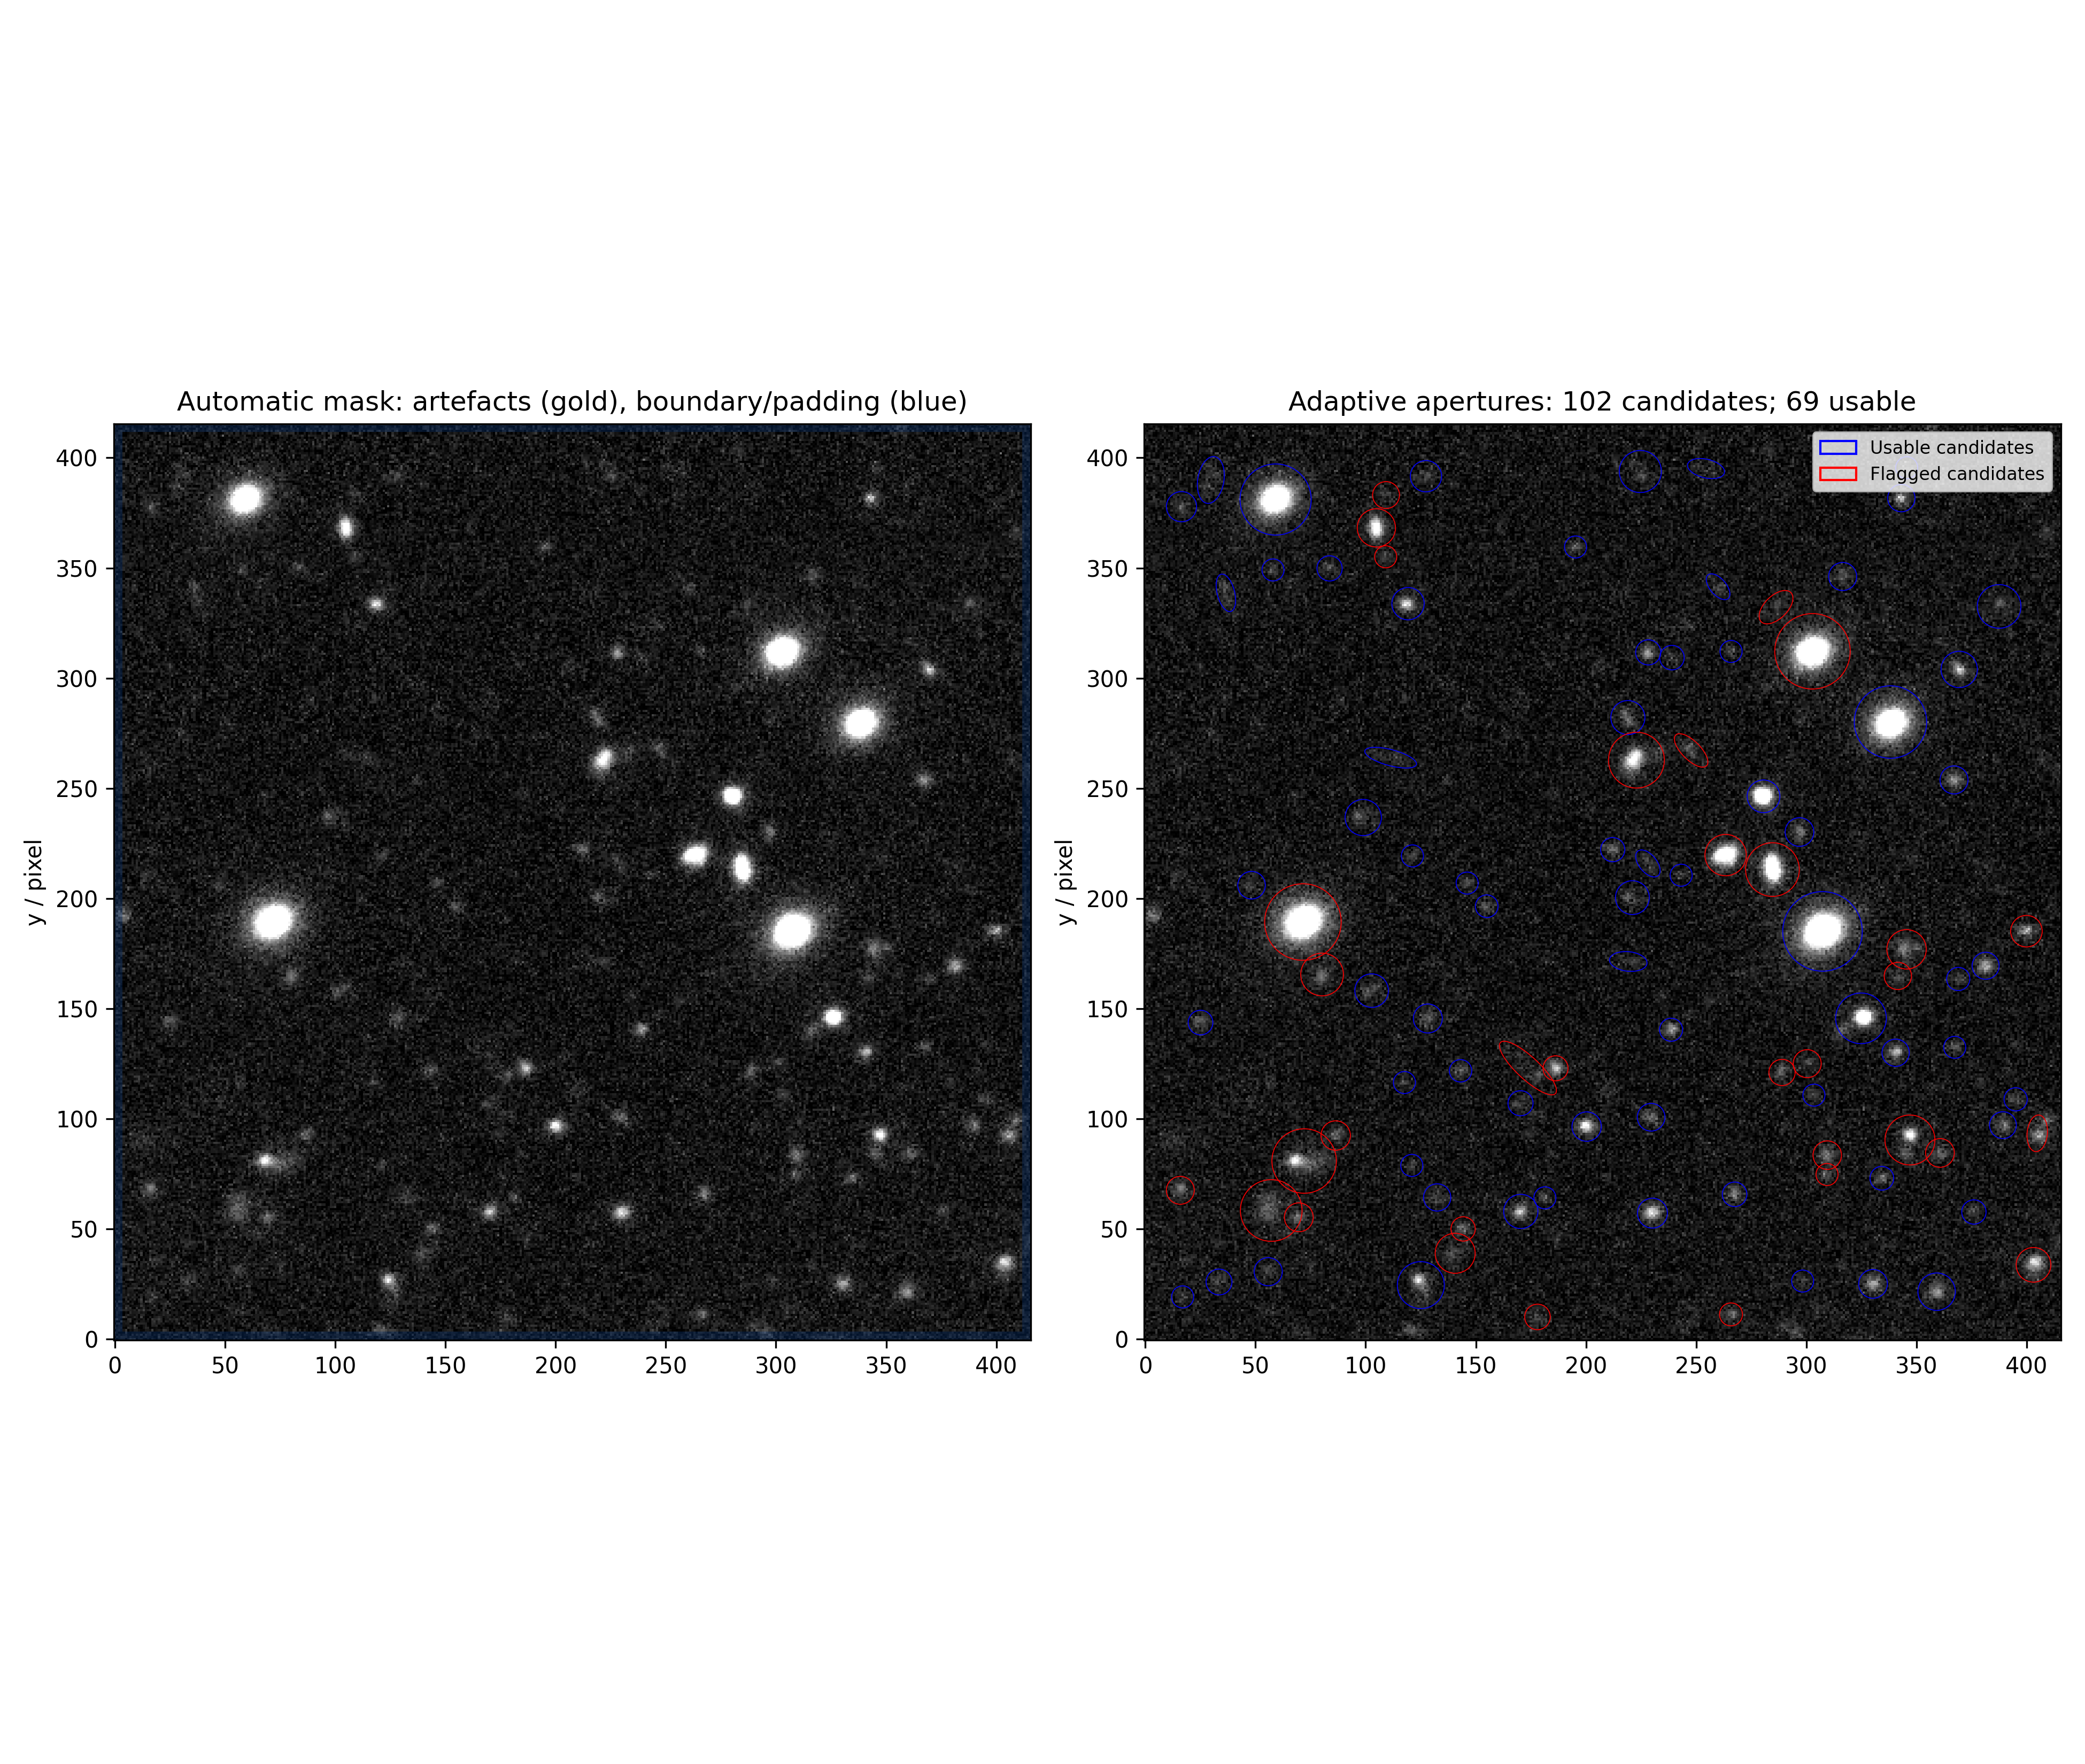 Automatic mask: artefacts (gold), boundary/padding (blue)
y / pixel
400
350
300
250
200
150
100
50
0
0 50 100 150 200 250 300 350 400
Adaptive apertures: 102 candidates; 69 usable
Usable candidates
Flagged candidates
y / pixel
400
350
300
250
200
150
100
50
0
0 50 100 150 200 250 300 350 400